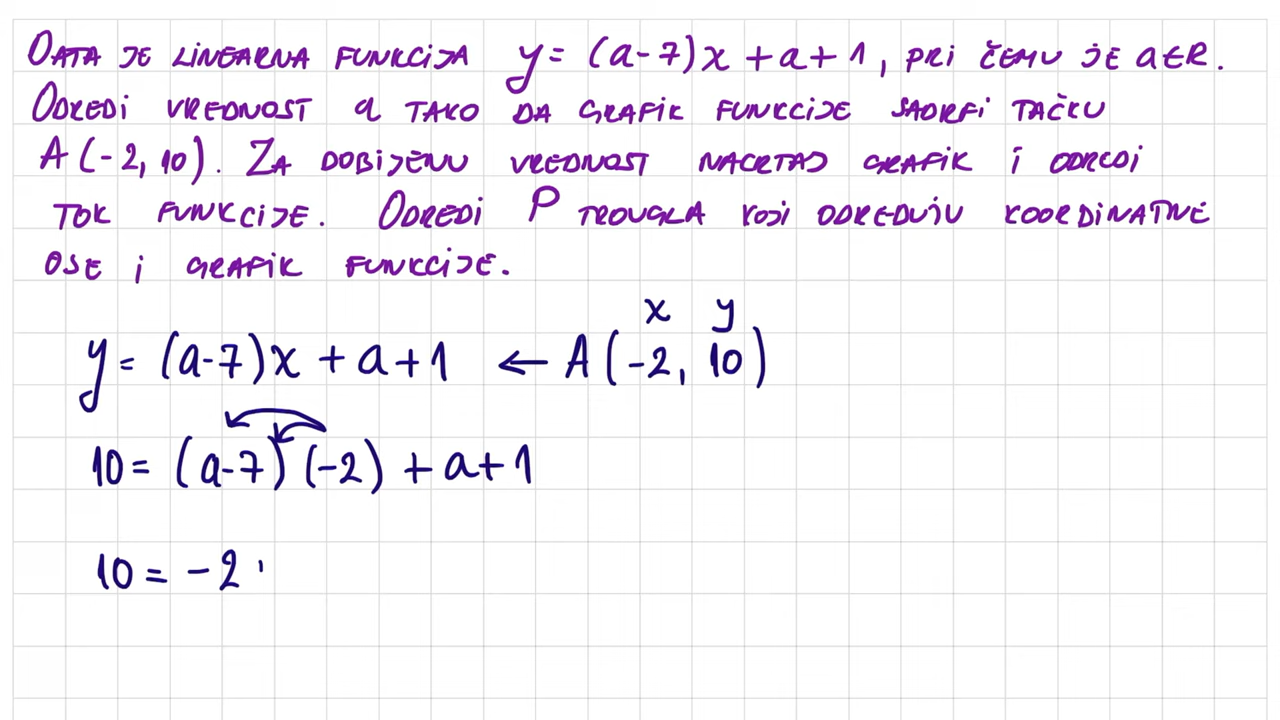 DATA JE LINEARNA FUNKCIJA y = (a-7)x + a + 1, PRI ČEMU JE a∈R.
ODREDI VREDNOST a TAKO DA GRAFIK FUNKCIJE SADRŽI TAČKU
A(-2, 10). ZA DOBIJENU VREDNOST NACRTAJ GRAFIK I ODREDI
TOK FUNKCIJE. ODREDI P TROUGLA KOJI ODREĐUJU KOORDINATNE
OSE I GRAFIK FUNKCIJE.
x y
y = (a-7)x + a + 1 ← A(-2, 10)
10 = (a-7)(-2) + a + 1
10 = -2